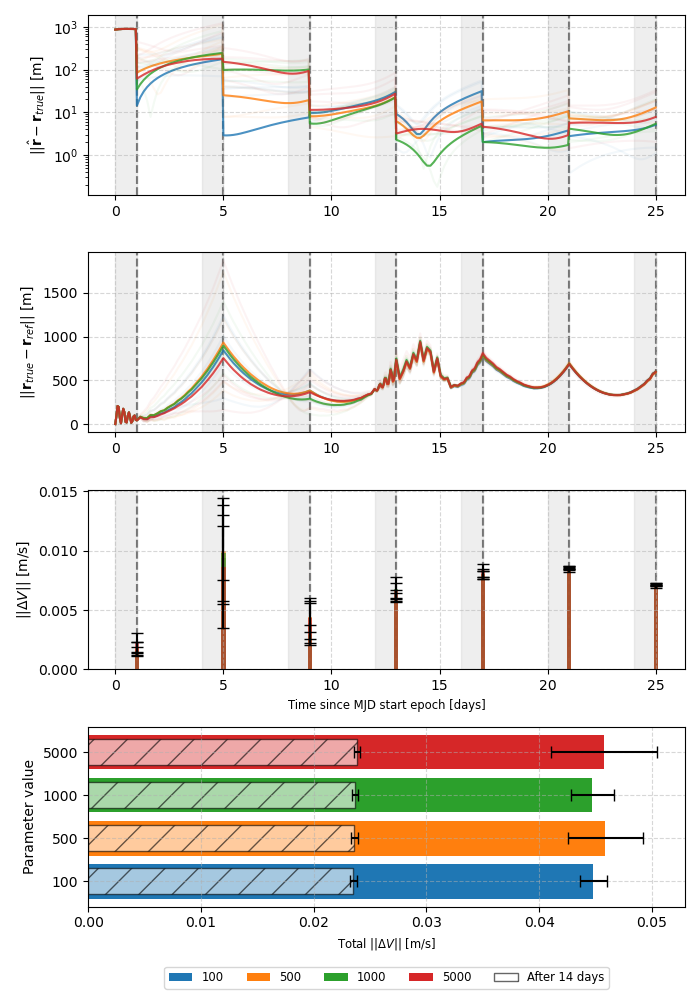 ||r̂ − r_true|| [m]
10³
10²
10¹
10⁰
0 5 10 15 20 25
||r_true − r_ref|| [m]
1500
1000
500
0
0 5 10 15 20 25
||ΔV|| [m/s]
0.015
0.010
0.005
0.000
0 5 10 15 20 25
Time since MJD start epoch [days]
Parameter value
5000
1000
500
100
0.00 0.01 0.02 0.03 0.04 0.05
Total ||ΔV|| [m/s]
100 500 1000 5000 After 14 days